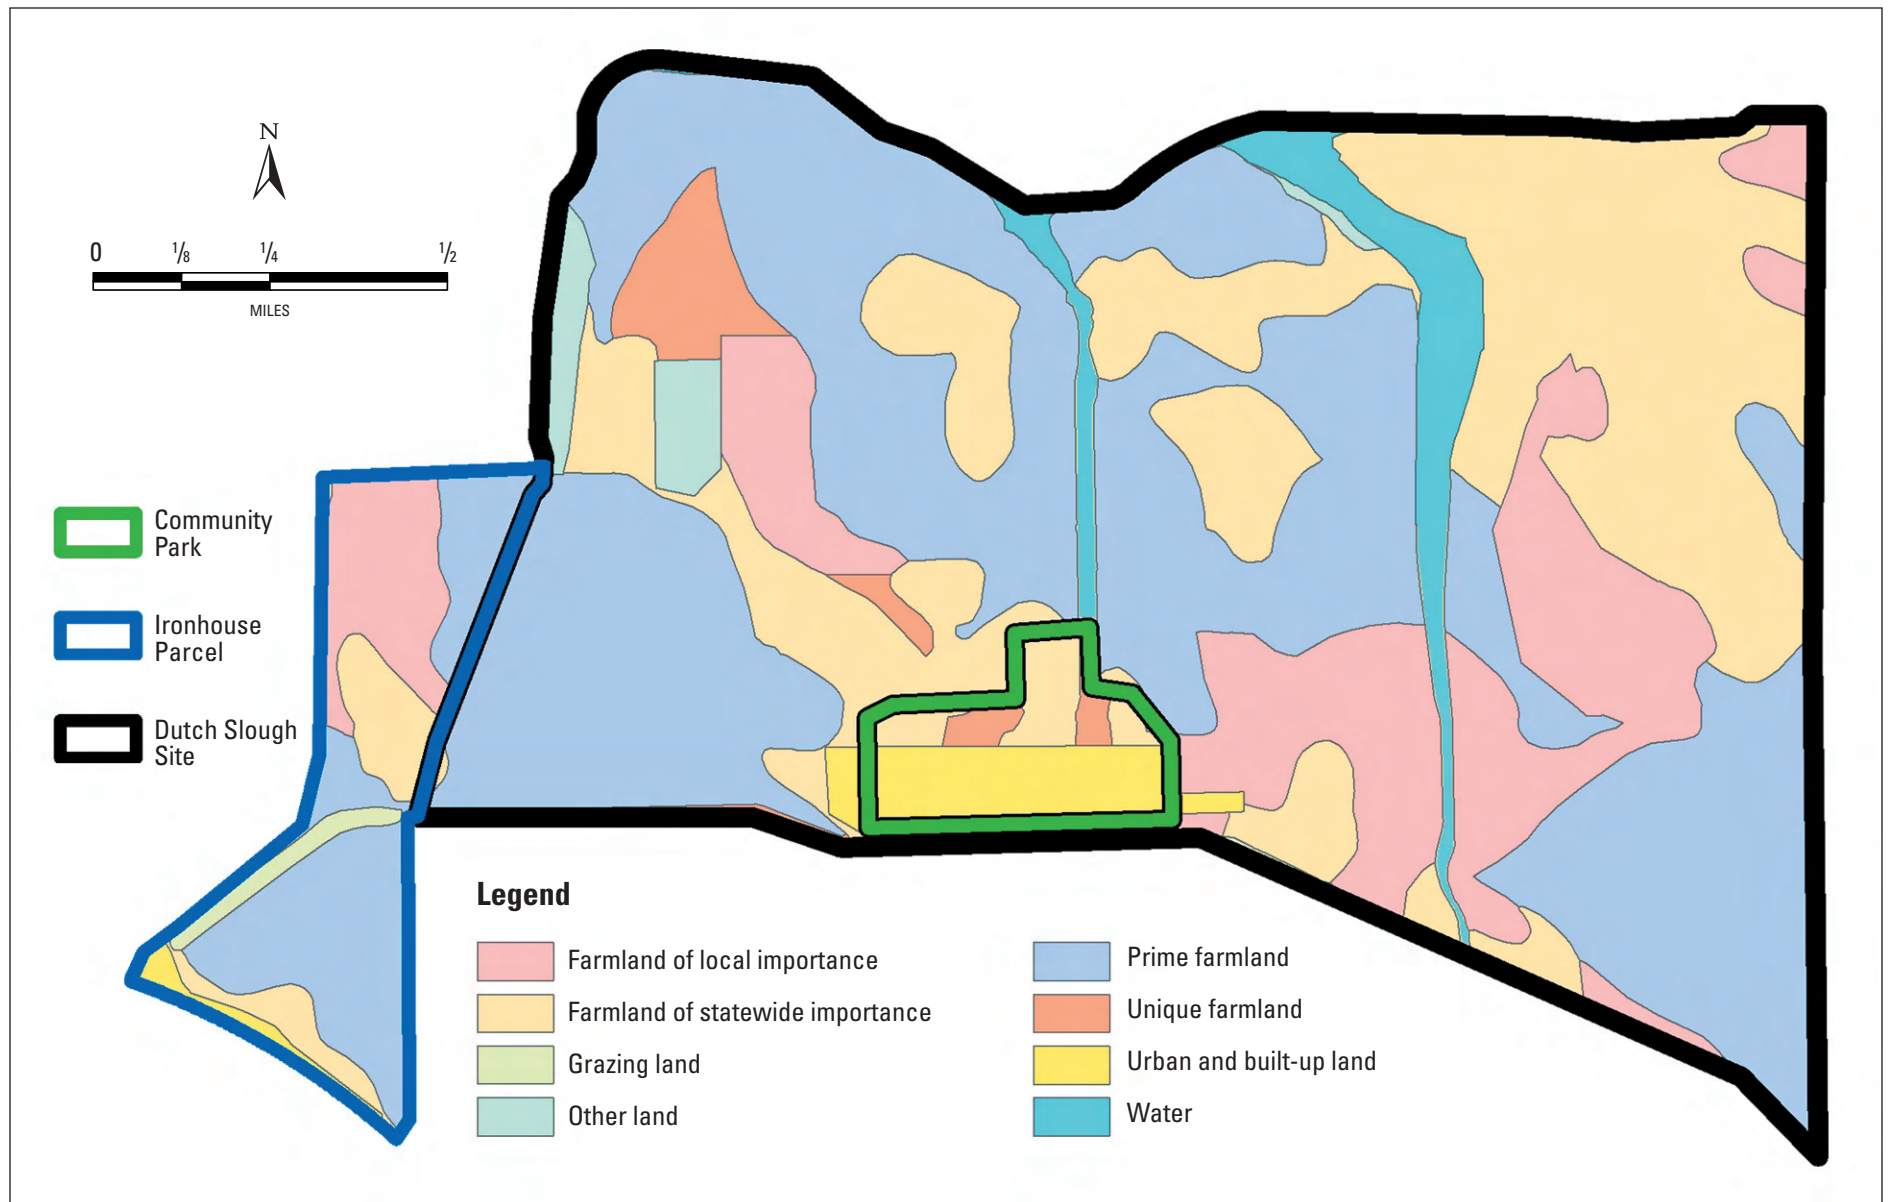 N
0 1/8 1/4 1/2
MILES
Community
Park
Ironhouse
Parcel
Dutch Slough
Site
Legend
Farmland of local importance
Farmland of statewide importance
Grazing land
Other land
Prime farmland
Unique farmland
Urban and built-up land
Water